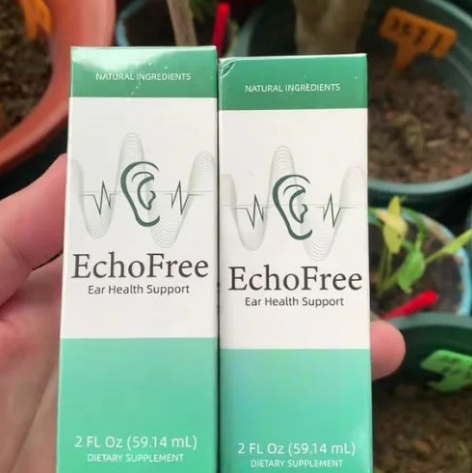 NATURAL INGREDIENTS
EchoFree
Ear Health Support
2 FL Oz (59.14 mL)
DIETARY SUPPLEMENT
NATURAL INGREDIENTS
EchoFree
Ear Health Support
2 FL Oz (59.14 mL)
DIETARY SUPPLEMENT